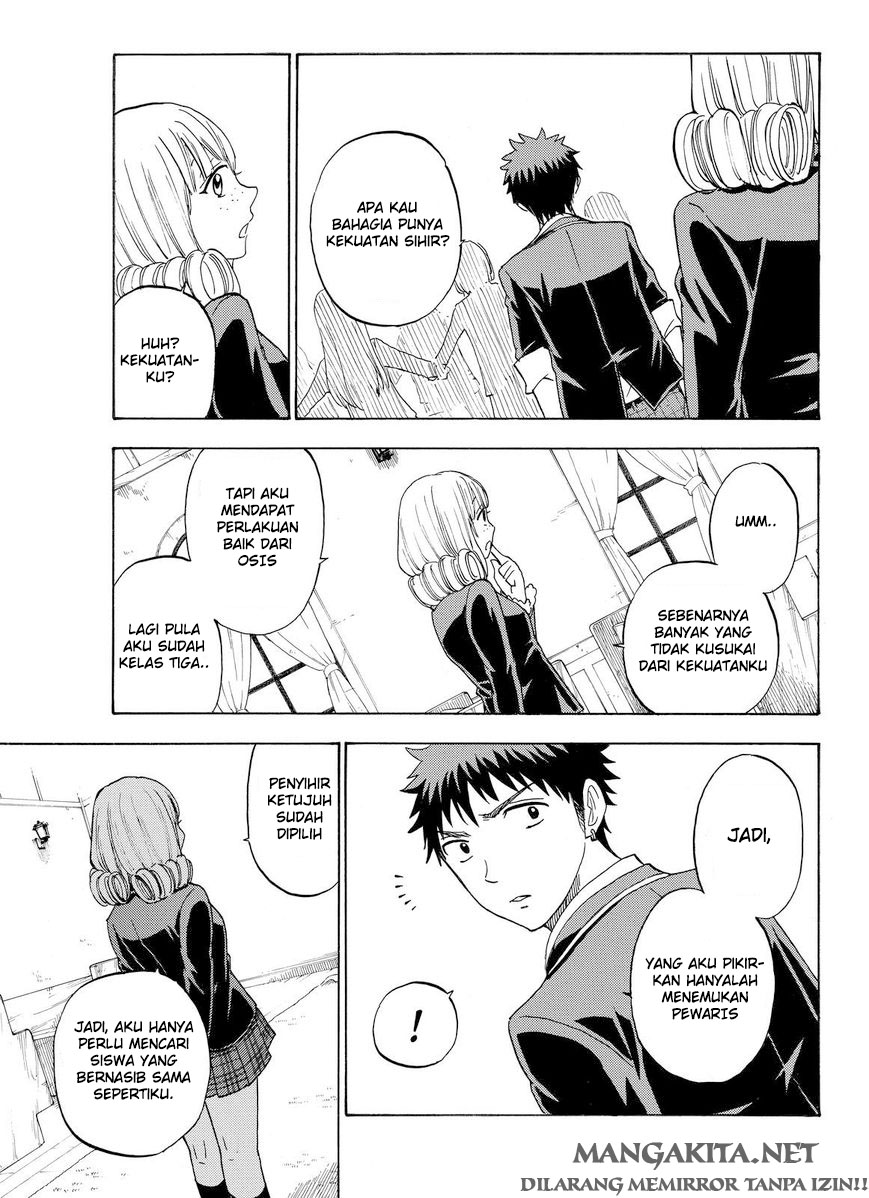 APA KAU
BAHAGIA PUNYA
KEKUATAN SIHIR?
HUH?
KEKUATAN-
KU?
UMM..
SEBENARNYA
BANYAK YANG
TIDAK KUSUKAI
DARI KEKUATANKU
TAPI AKU
MENDAPAT
PERLAKUAN
BAIK DARI
OSIS
LAGI PULA
AKU SUDAH
KELAS TIGA..
JADI,
YANG AKU PIKIR-
KAN HANYALAH
MENEMUKAN
PEWARIS
!
PENYIHIR
KETUJUH
SUDAH
DIPILIH
JADI, AKU HANYA
PERLU MENCARI
SISWA YANG
BERNASIB SAMA
SEPERTIKU.
MANGAKITA.NET
DILARANG MEMIRROR TANPA IZIN!!